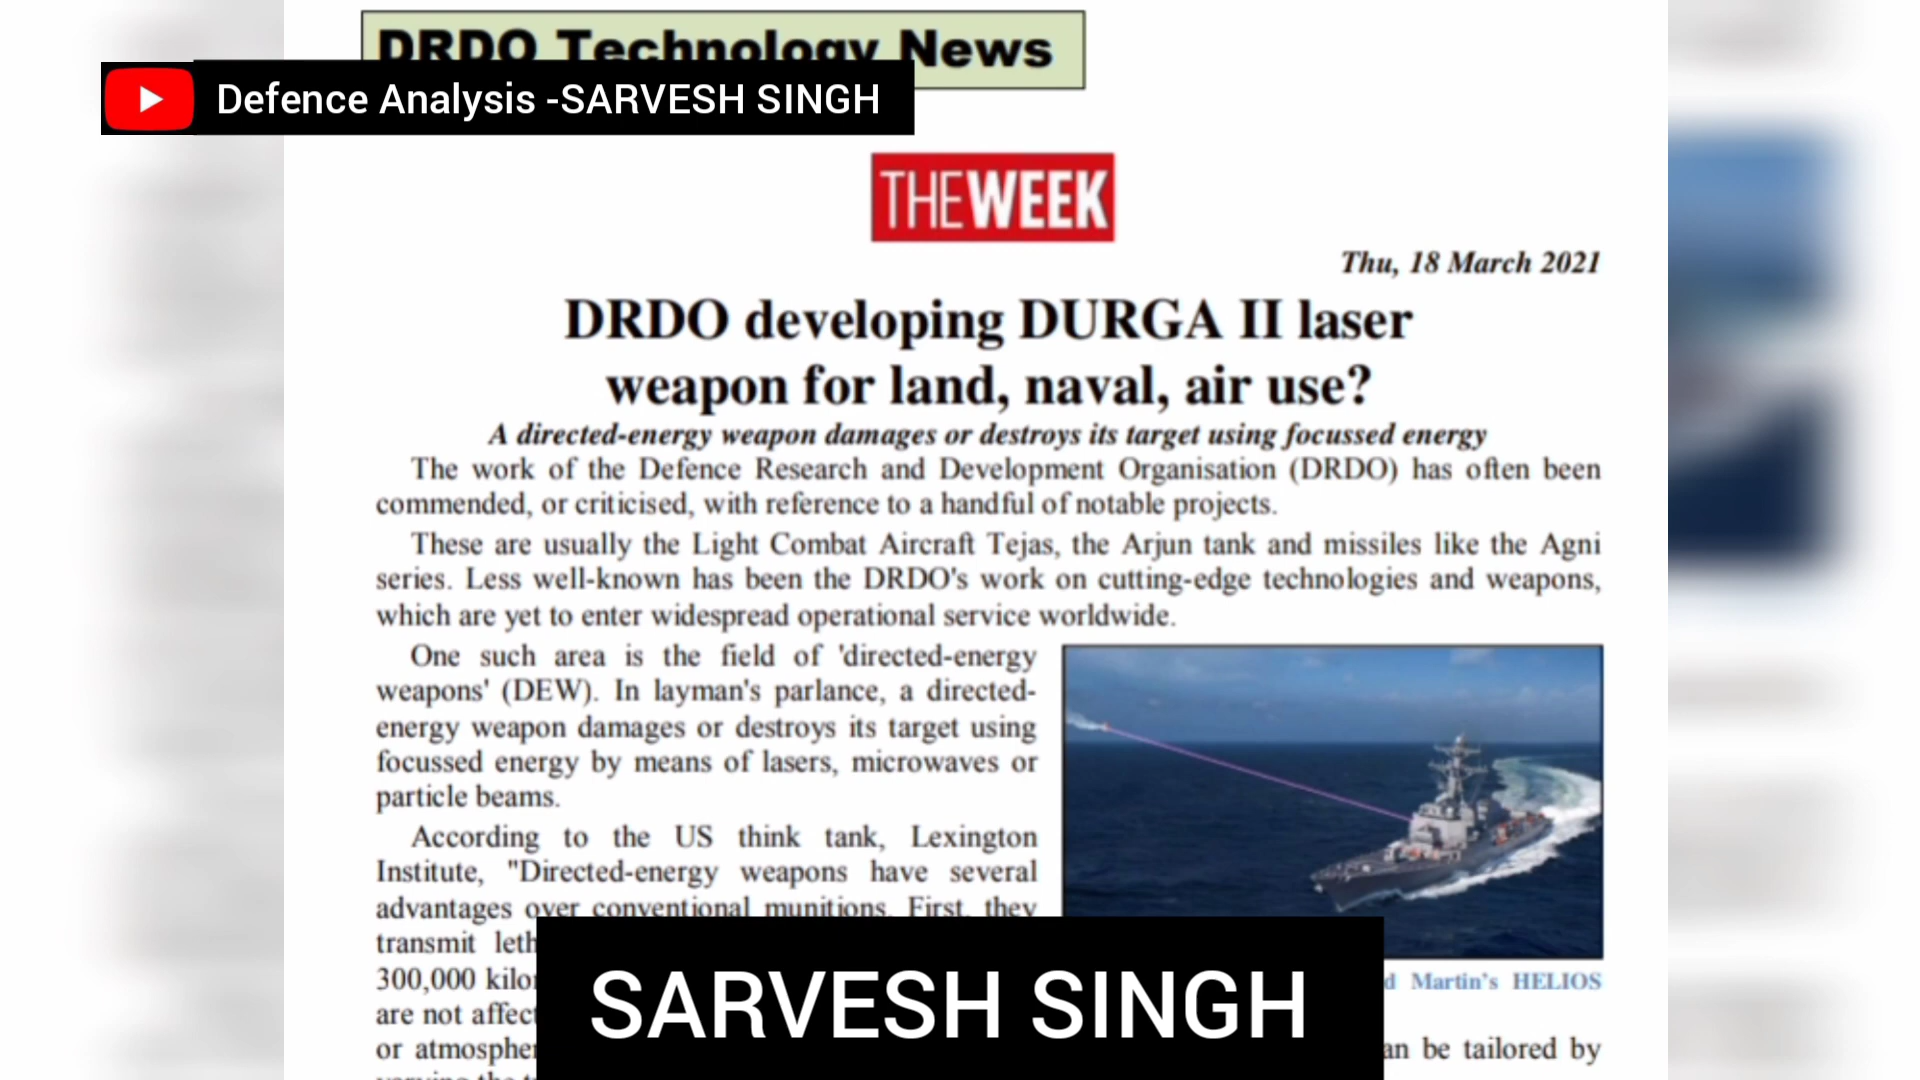 DRDO Technology News
Defence Analysis -SARVESH SINGH
THE WEEK
Thu, 18 March 2021
DRDO developing DURGA II laser
weapon for land, naval, air use?
A directed-energy weapon damages or destroys its target using focussed energy
The work of the Defence Research and Development Organisation (DRDO) has often been
commended, or criticised, with reference to a handful of notable projects.
These are usually the Light Combat Aircraft Tejas, the Arjun tank and missiles like the Agni
series. Less well-known has been the DRDO's work on cutting-edge technologies and weapons,
which are yet to enter widespread operational service worldwide.
One such area is the field of 'directed-energy
weapons' (DEW). In layman's parlance, a directed-
energy weapon damages or destroys its target using
focussed energy by means of lasers, microwaves or
particle beams.
According to the US think tank, Lexington
Institute, "Directed-energy weapons have several
advantages over conventional munitions. First, they
transmit
300,000
are not
or
Martin's HELIOS
be tailored by
SARVESH SINGH